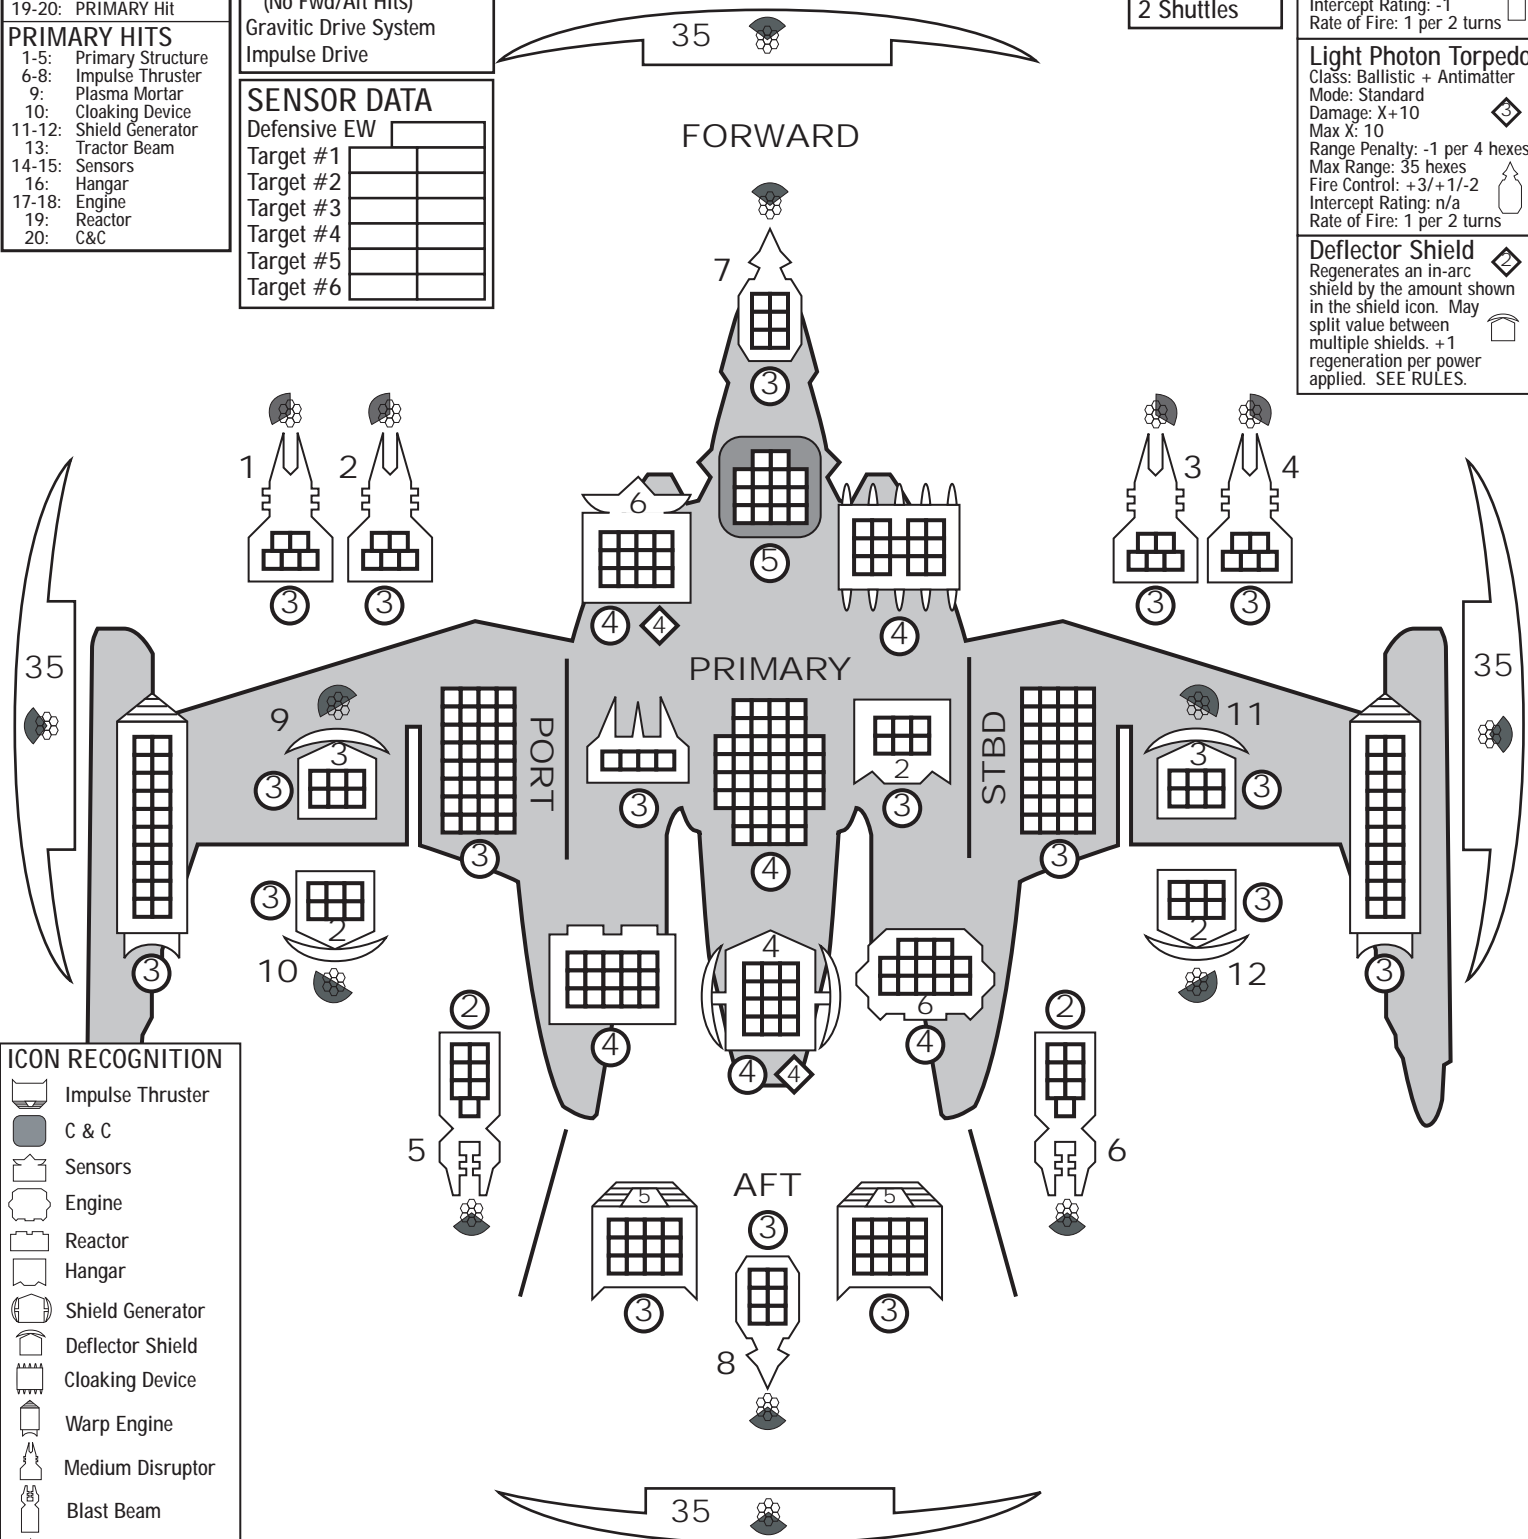 19-20: PRIMARY Hit
PRIMARY HITS
1-5: Primary Structure
6-8: Impulse Thruster
9: Plasma Mortar
10: Cloaking Device
11-12: Shield Generator
13: Tractor Beam
14-15: Sensors
16: Hangar
17-18: Engine
19: Reactor
20: C&C
(No Fwd/Aft Hits)
Gravitic Drive System
Impulse Drive
SENSOR DATA
Defensive EW
Target #1
Target #2
Target #3
Target #4
Target #5
Target #6
35
FORWARD
2 Shuttles
Intercept Rating: -1
Rate of Fire: 1 per 2 turns
Light Photon Torpedo
Class: Ballistic + Antimatter
Mode: Standard
Damage: X+10
3
Max X: 10
Range Penalty: -1 per 4 hexes
Max Range: 35 hexes
Fire Control: +3/+1/-2
Intercept Rating: n/a
Rate of Fire: 1 per 2 turns
Deflector Shield
2
Regenerates an in-arc
shield by the amount shown
in the shield icon. May
split value between
multiple shields. +1
regeneration per power
applied. SEE RULES.
7
3
1
2
3
4
6
5
3
3
3
3
4
4
4
35
PRIMARY
35
9
11
PORT
STBD
3
3
2
3
3
3
3
3
3
4
3
3
2
2
3
10
12
3
3
4
2
2
6
4
4
4
4
5
6
AFT
5
5
3
3
3
8
35
ICON RECOGNITION
Impulse Thruster
C & C
Sensors
Engine
Reactor
Hangar
Shield Generator
Deflector Shield
Cloaking Device
Warp Engine
Medium Disruptor
Blast Beam